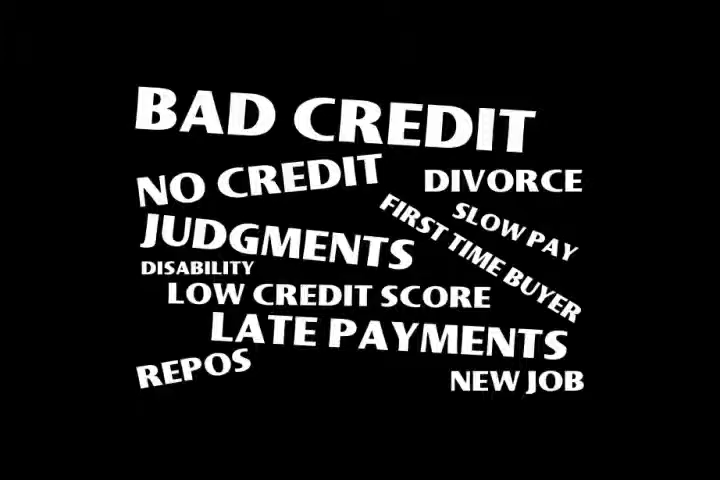 BAD CREDIT
NO CREDIT
DIVORCE
SLOW PAY
FIRST TIME BUYER
JUDGMENTS
DISABILITY
LOW CREDIT SCORE
LATE PAYMENTS
REPOS
NEW JOB